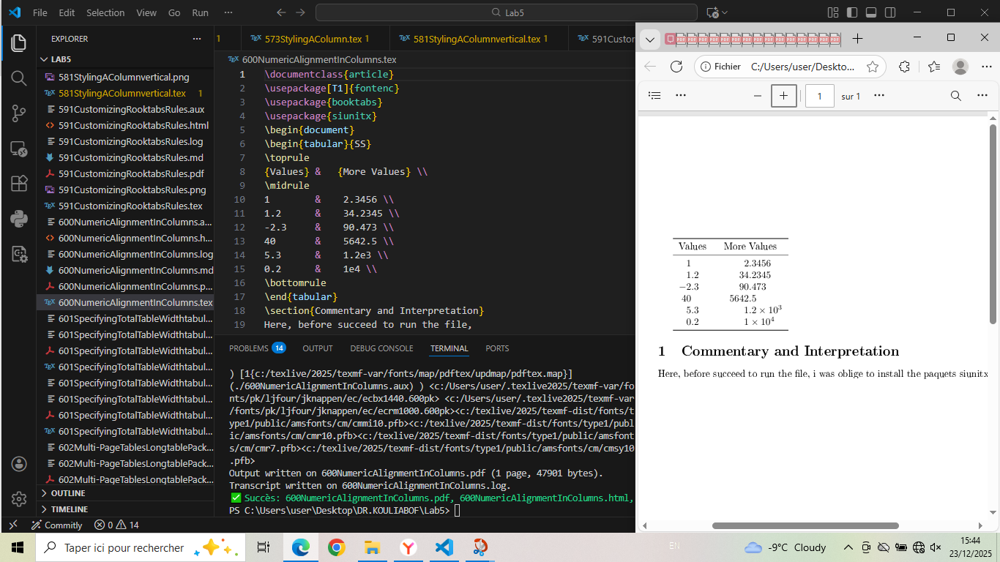 File Edit Selection View Go Run ···
Lab5
EXPLORER ···
LAB5
581StylingAColumnvertical.png
581StylingAColumnvertical.tex 1
591CustomizingRooktabsRules.aux
591CustomizingRooktabsRules.html
591CustomizingRooktabsRules.log
591CustomizingRooktabsRules.md
591CustomizingRooktabsRules.pdf
591CustomizingRooktabsRules.png
591CustomizingRooktabsRules.tex
600NumericAlignmentInColumns.a...
600NumericAlignmentInColumns.h...
600NumericAlignmentInColumns.log
600NumericAlignmentInColumns.md
600NumericAlignmentInColumns.p...
600NumericAlignmentInColumns.tex
601SpecifyingTotalTableWidthtabul...
601SpecifyingTotalTableWidthtabul...
601SpecifyingTotalTableWidthtabul...
601SpecifyingTotalTableWidthtabul...
601SpecifyingTotalTableWidthtabul...
601SpecifyingTotalTableWidthtabul...
601SpecifyingTotalTableWidthtabul...
601SpecifyingTotalTableWidthtabul...
602Multi-PageTablesLongtablePack...
602Multi-PageTablesLongtablePack...
602Multi-PageTablesLongtablePack...
OUTLINE
TIMELINE
1 573StylingAColumn.tex 1 581StylingAColumnvertical.tex 1 591Custon
600NumericAlignmentInColumns.tex
1 \documentclass{article}
2 \usepackage[T1]{fontenc}
3 \usepackage{booktabs}
4 \usepackage{siunitx}
5 \begin{document}
6 \begin{tabular}{SS}
7 \toprule
8 {Values} & {More Values} \\
9 \midrule
10 1 & 2.3456 \\
11 1.2 & 34.2345 \\
12 -2.3 & 90.473 \\
13 40 & 5642.5 \\
14 5.3 & 1.2e3 \\
15 0.2 & 1e4 \\
16 \bottomrule
17 \end{tabular}
18 \section{Commentary and Interpretation}
19 Here, before succeed to run the file,
PROBLEMS 14 OUTPUT DEBUG CONSOLE TERMINAL PORTS
) [1{c:/texlive/2025/texmf-var/fonts/map/pdftex/updmap/pdftex.map}]
(./600NumericAlignmentInColumns.aux) ) <c:/Users/user/.texlive2025/texmf-var/fo
nts/pk/ljfour/jknappen/ec/ecbx1440.600pk> <c:/Users/user/.texlive2025/texmf-var
/fonts/pk/ljfour/jknappen/ec/ecrm1000.600pk><c:/texlive/2025/texmf-dist/fonts/t
ype1/public/amsfonts/cm/cmmi10.pfb><c:/texlive/2025/texmf-dist/fonts/type1/publ
ic/amsfonts/cm/cmr10.pfb><c:/texlive/2025/texmf-dist/fonts/type1/public/amsfont
s/cm/cmr7.pfb><c:/texlive/2025/texmf-dist/fonts/type1/public/amsfonts/cm/cmsy10
.pfb>
Output written on 600NumericAlignmentInColumns.pdf (1 page, 47901 bytes).
Transcript written on 600NumericAlignmentInColumns.log.
Succès: 600NumericAlignmentInColumns.pdf, 600NumericAlignmentInColumns.html,
PS C:\Users\user\Desktop\DR.KOULIABOF\Lab5>
Commitly 0 14
Fichier C:/Users/user/Deskto...
1 sur 1
Values More Values
1 2.3456
1.2 34.2345
−2.3 90.473
40 5642.5
5.3 1.2 × 10³
0.2 1 × 10⁴
1 Commentary and Interpretation
Here, before succeed to run the file, i was oblige to install the paquets siunitx
Taper ici pour rechercher
EN
-9°C Cloudy
15:44
23/12/2025